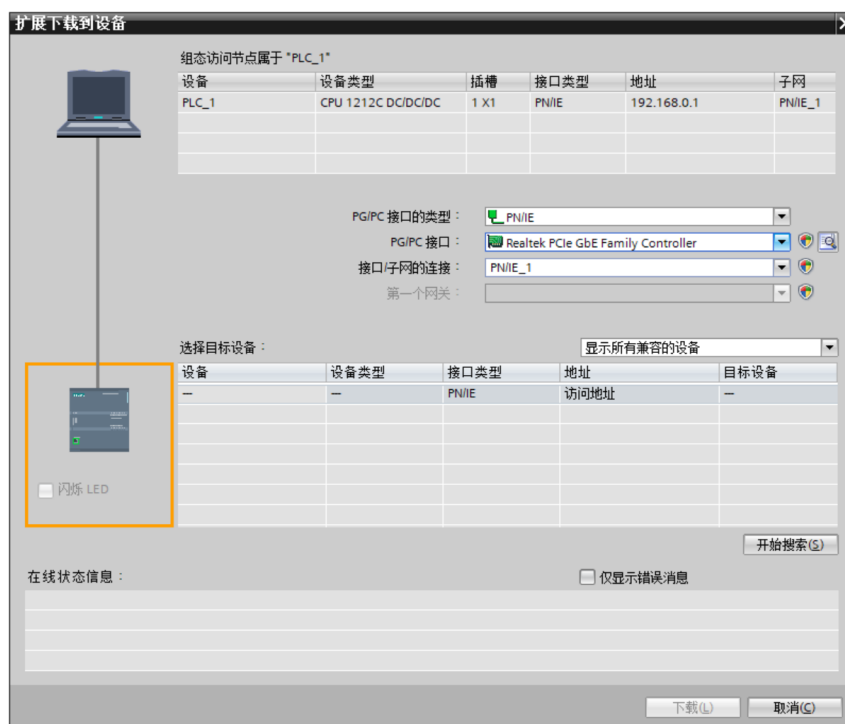 扩展下载到设备
组态访问节点属于 "PLC_1"
设备 设备类型 插槽 接口类型 地址 子网
PLC_1 CPU 1212C DC/DC/DC 1 X1 PN/IE 192.168.0.1 PN/IE_1
PG/PC 接口的类型： PN/IE
PG/PC 接口： Realtek PCIe GbE Family Controller
接口/子网的连接： PN/IE_1
第一个网关：
选择目标设备： 显示所有兼容的设备
设备 设备类型 接口类型 地址 目标设备
— — PN/IE 访问地址 —
闪烁 LED
开始搜索(S)
在线状态信息： 仅显示错误消息
下载(L) 取消(C)